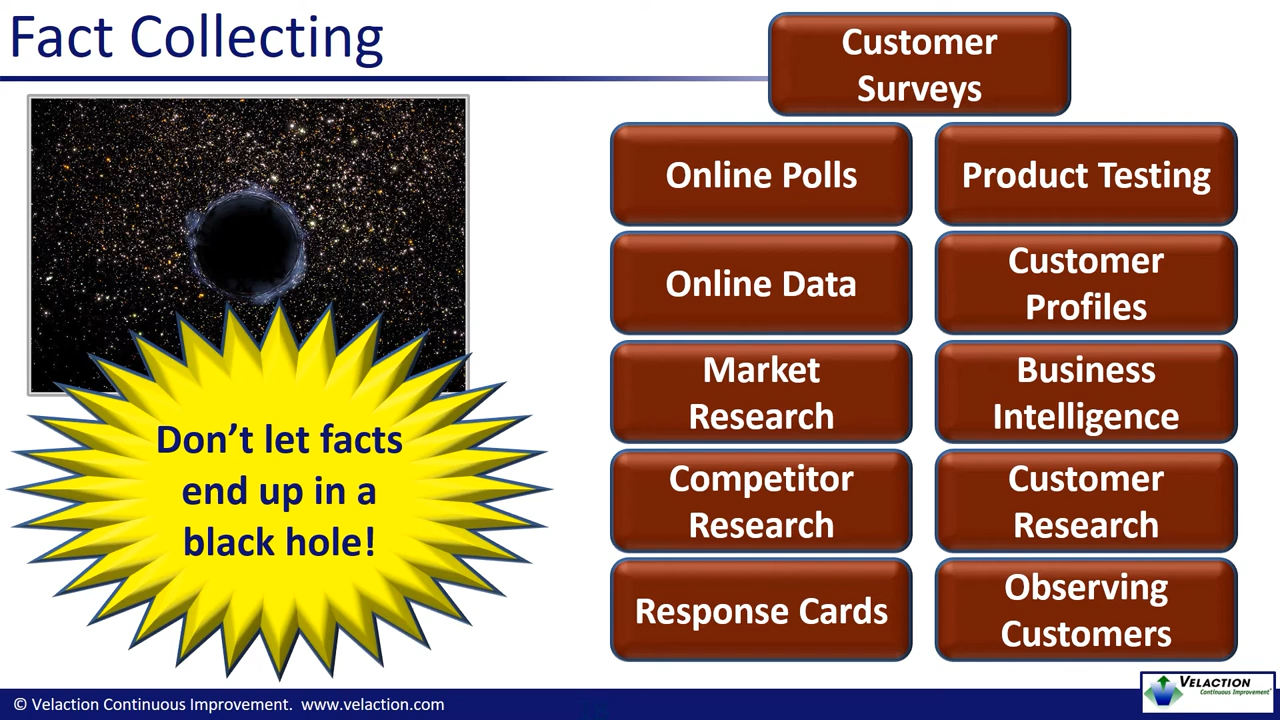 Fact Collecting
Customer
Surveys
Online Polls
Product Testing
Online Data
Customer
Profiles
Market
Research
Business
Intelligence
Competitor
Research
Customer
Research
Response Cards
Observing
Customers
Don’t let facts
end up in a
black hole!
© Velaction Continuous Improvement.  www.velaction.com
VELACTION
Continuous Improvement